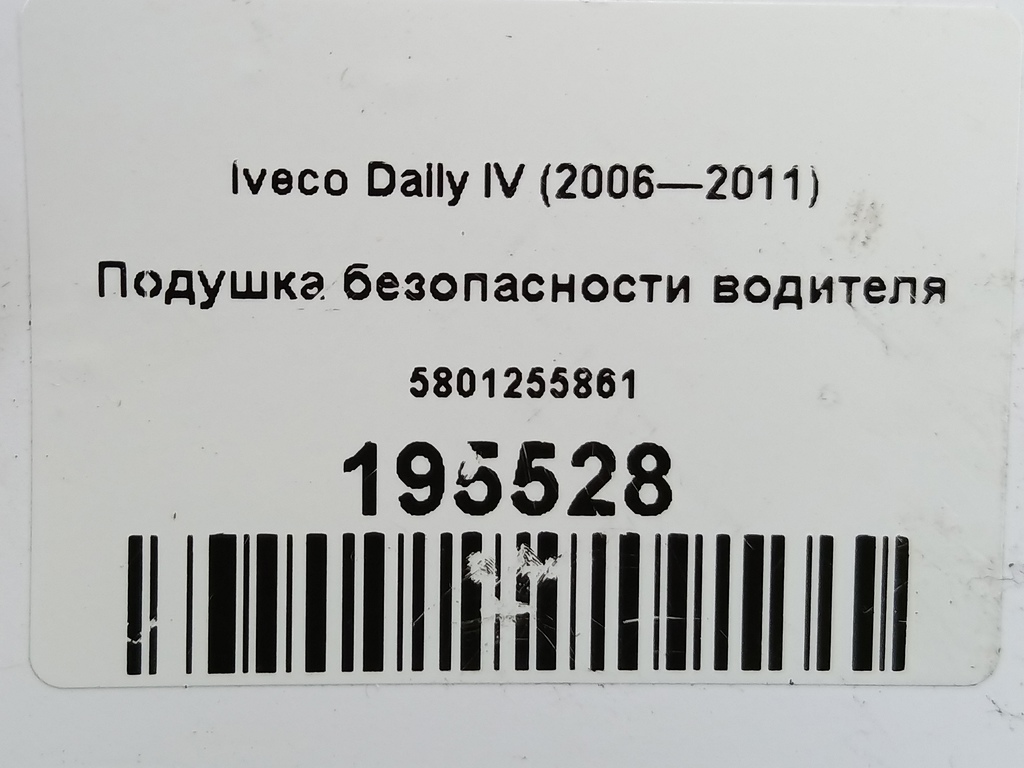 Iveco Daily IV (2006—2011)
Подушка безопасности водителя
5801255861
195528